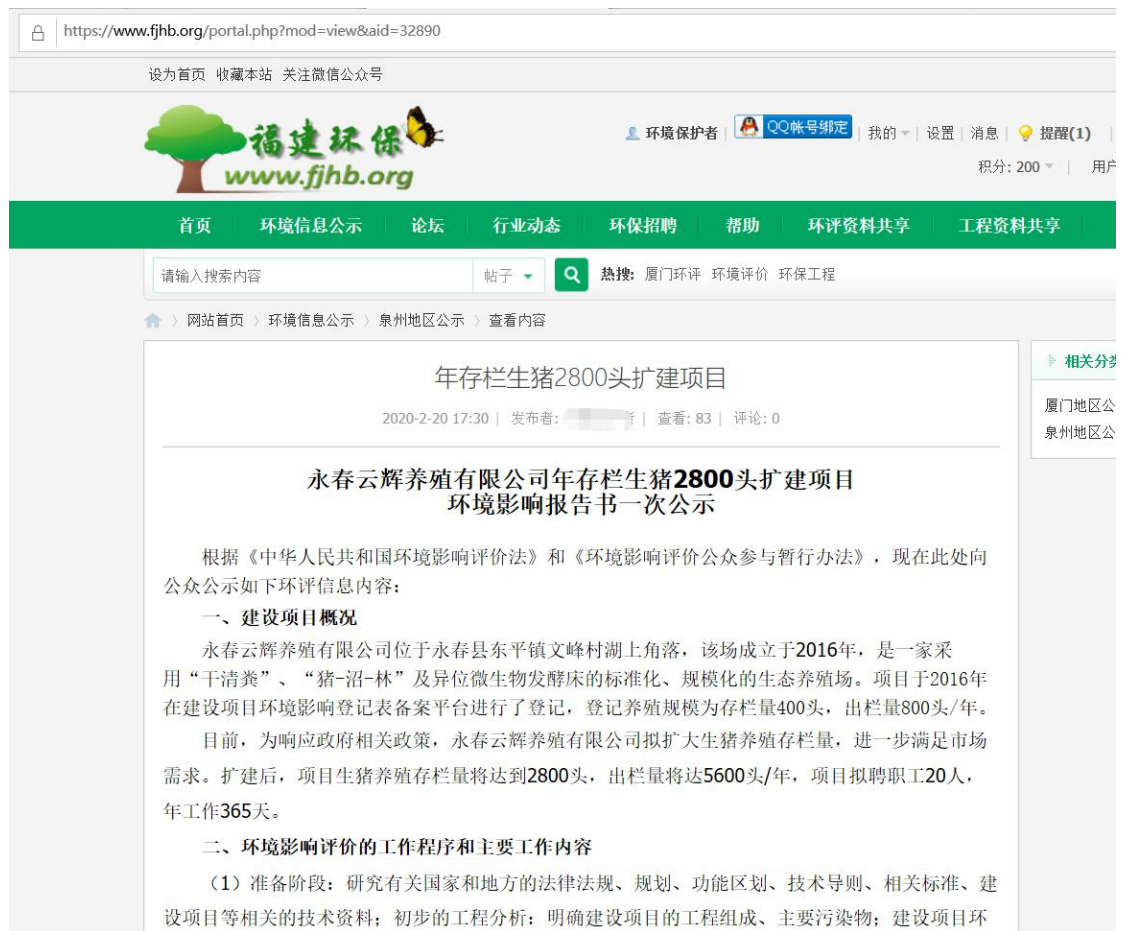 https://www.fjhb.org/portal.php?mod=view&aid=32890
设为首页 收藏本站 关注微信公众号
福建环保
www.fjhb.org
环境保护者 QQ帐号绑定 我的 设置 消息 提醒(1)
积分: 200 用户
首页 环境信息公示 论坛 行业动态 环保招聘 帮助 环评资料共享 工程资料共享
请输入搜索内容 帖子 热搜: 厦门环评 环境评价 环保工程
网站首页 环境信息公示 泉州地区公示 查看内容
年存栏生猪2800头扩建项目
2020-2-20 17:30 | 发布者: | 查看: 83 | 评论: 0
相关分类
厦门地区公
泉州地区公
永春云辉养殖有限公司年存栏生猪2800头扩建项目
环境影响报告书一次公示
根据《中华人民共和国环境影响评价法》和《环境影响评价公众参与暂行办法》，现在此处向
公众公示如下环评信息内容：
一、建设项目概况
永春云辉养殖有限公司位于永春县东平镇文峰村湖上角落，该场成立于2016年，是一家采
用“干清粪”、“猪-沼-林”及异位微生物发酵床的标准化、规模化的生态养殖场。项目于2016年
在建设项目环境影响登记表备案平台进行了登记，登记养殖规模为存栏量400头，出栏量800头/年。
目前，为响应政府相关政策，永春云辉养殖有限公司拟扩大生猪养殖存栏量，进一步满足市场
需求。扩建后，项目生猪养殖存栏量将达到2800头，出栏量将达5600头/年，项目拟聘职工20人，
年工作365天。
二、环境影响评价的工作程序和主要工作内容
（1）准备阶段：研究有关国家和地方的法律法规、规划、功能区划、技术导则、相关标准、建
设项目等相关的技术资料；初步的工程分析：明确建设项目的工程组成、主要污染物；建设项目环